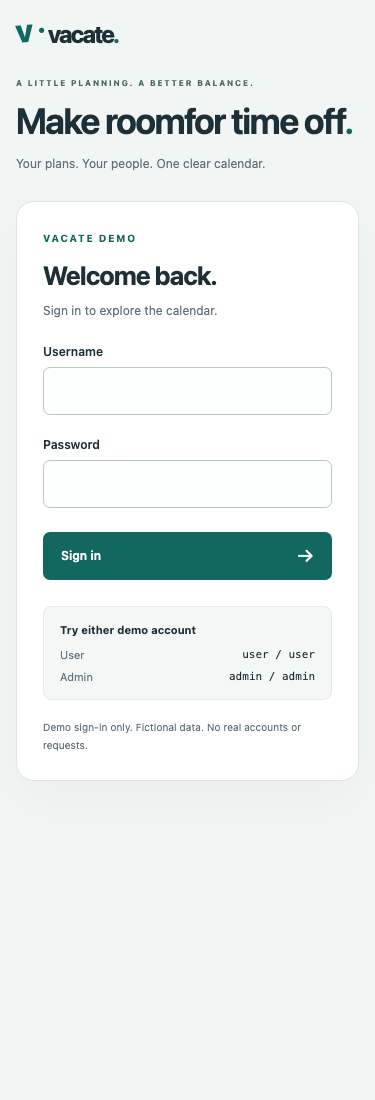 vacate.
A LITTLE PLANNING. A BETTER BALANCE.
Make roomfor time off.
Your plans. Your people. One clear calendar.
VACATE DEMO
Welcome back.
Sign in to explore the calendar.
Username
Password
Sign in →
Try either demo account
User user / user
Admin admin / admin
Demo sign-in only. Fictional data. No real accounts or
requests.